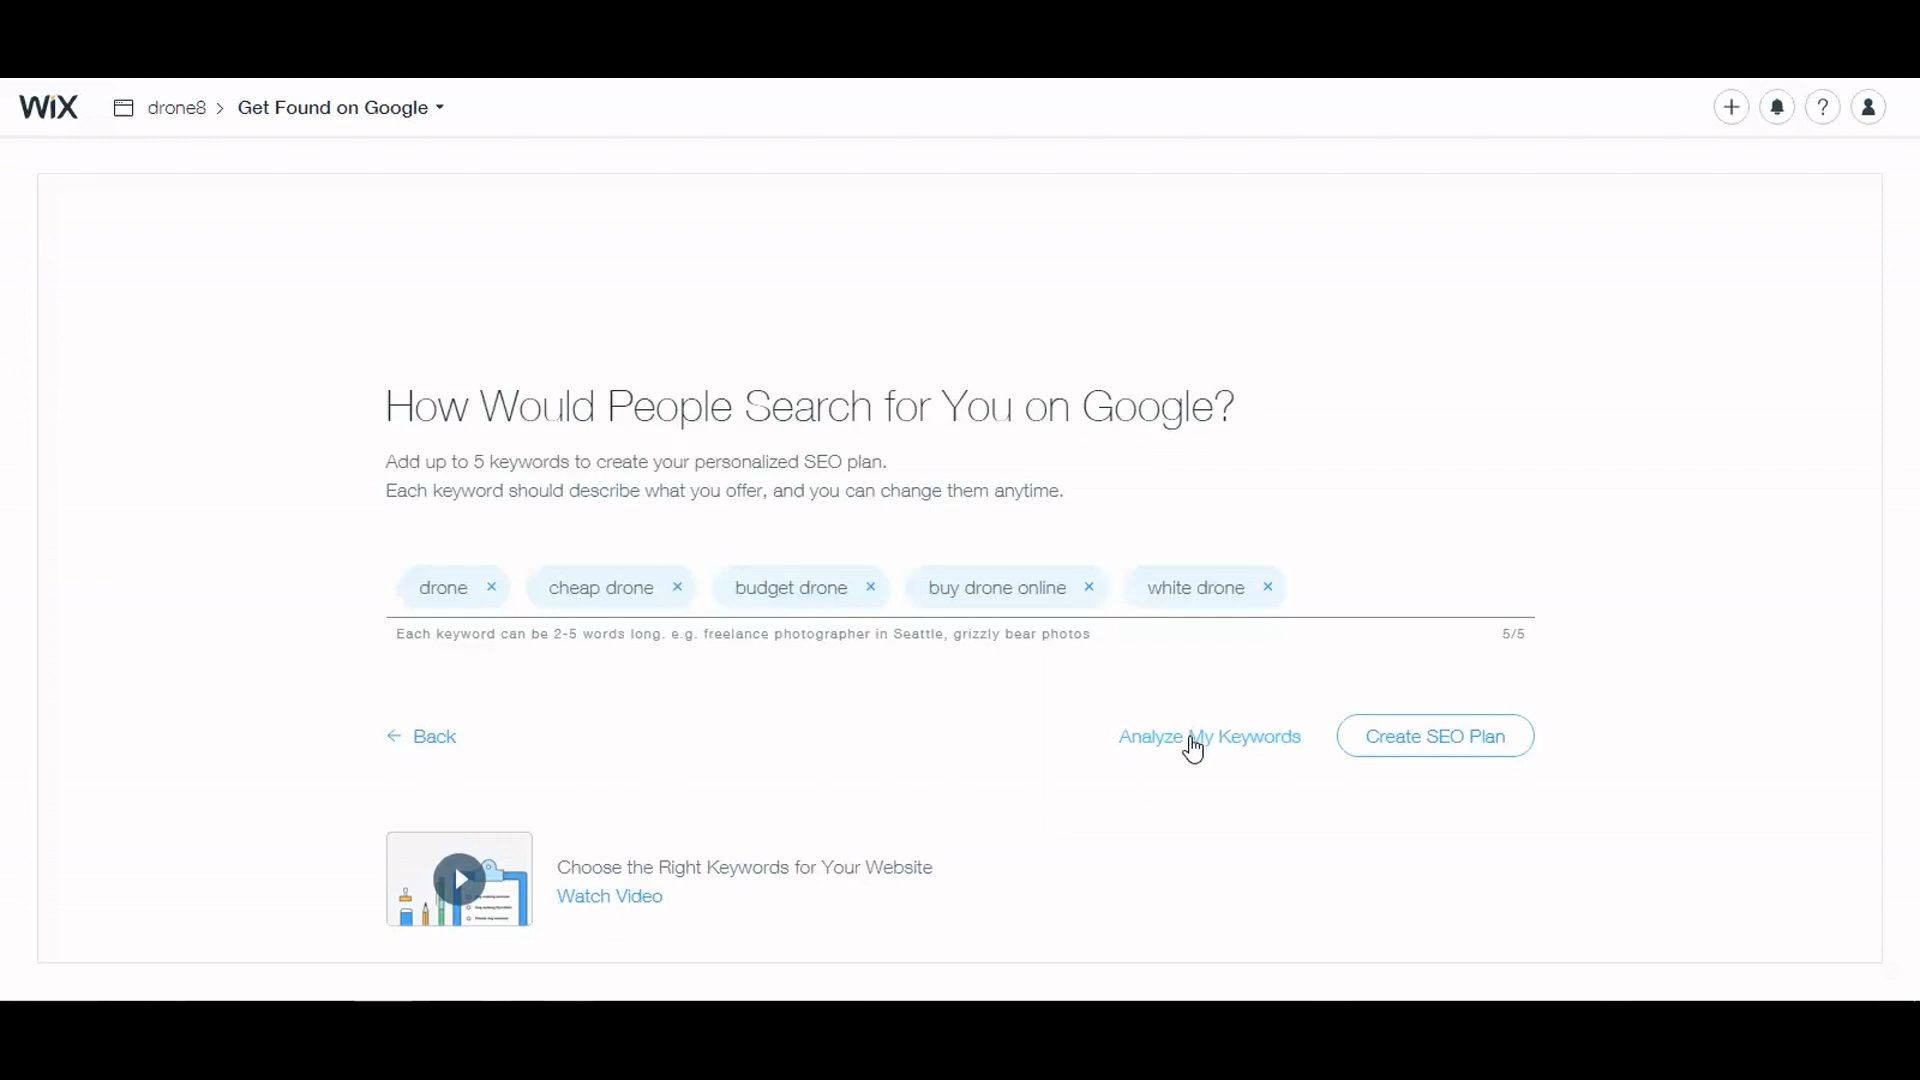 WiX
drone8 > Get Found on Google
?
How Would People Search for You on Google?
Add up to 5 keywords to create your personalized SEO plan.
Each keyword should describe what you offer, and you can change them anytime.
drone × cheap drone × budget drone × buy drone online × white drone ×
Each keyword can be 2-5 words long. e.g. freelance photographer in Seattle, grizzly bear photos 5/5
← Back Analyze My Keywords Create SEO Plan
Choose the Right Keywords for Your Website
Watch Video